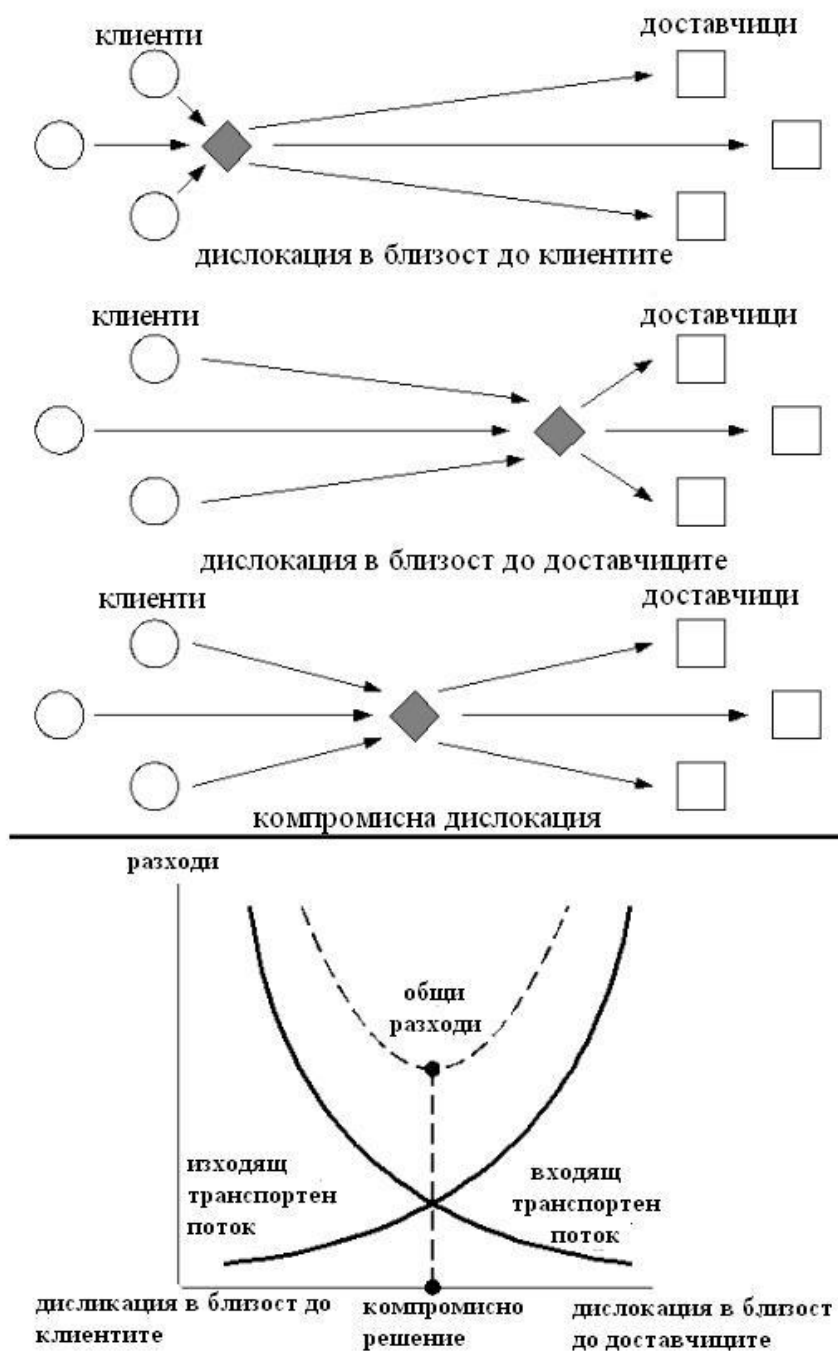 клиенти
доставчици
дислокация в близост до клиентите
клиенти
доставчици
дислокация в близост до доставчиците
клиенти
доставчици
компромисна дислокация
разходи
общи
разходи
изходящ
транспортен
поток
входящ
транспортен
поток
дисликация в близост до
клиентите
компромисно
решение
дислокация в близост
до доставчиците